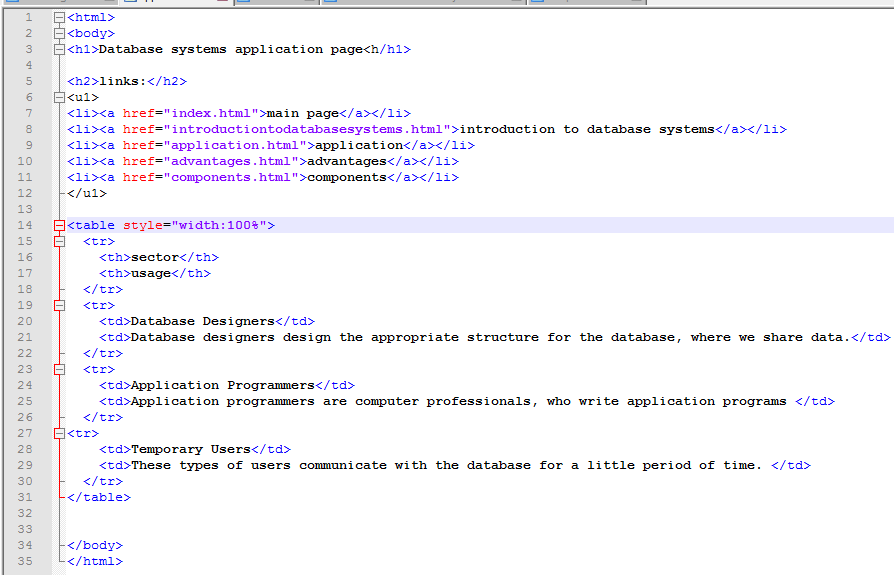 1 <html>
2 <body>
3 <h1>Database systems application page<h/h1>
4
5 <h2>links:</h2>
6 <u1>
7 <li><a href="index.html">main page</a></li>
8 <li><a href="introductiontodatabasesystems.html">introduction to database systems</a></li>
9 <li><a href="application.html">application</a></li>
10 <li><a href="advantages.html">advantages</a></li>
11 <li><a href="components.html">components</a></li>
12 </u1>
13
14 <table style="width:100%">
15 <tr>
16 <th>sector</th>
17 <th>usage</th>
18 </tr>
19 <tr>
20 <td>Database Designers</td>
21 <td>Database designers design the appropriate structure for the database, where we share data.</td>
22 </tr>
23 <tr>
24 <td>Application Programmers</td>
25 <td>Application programmers are computer professionals, who write application programs </td>
26 </tr>
27 <tr>
28 <td>Temporary Users</td>
29 <td>These types of users communicate with the database for a little period of time. </td>
30 </tr>
31 </table>
32
33
34 </body>
35 </html>